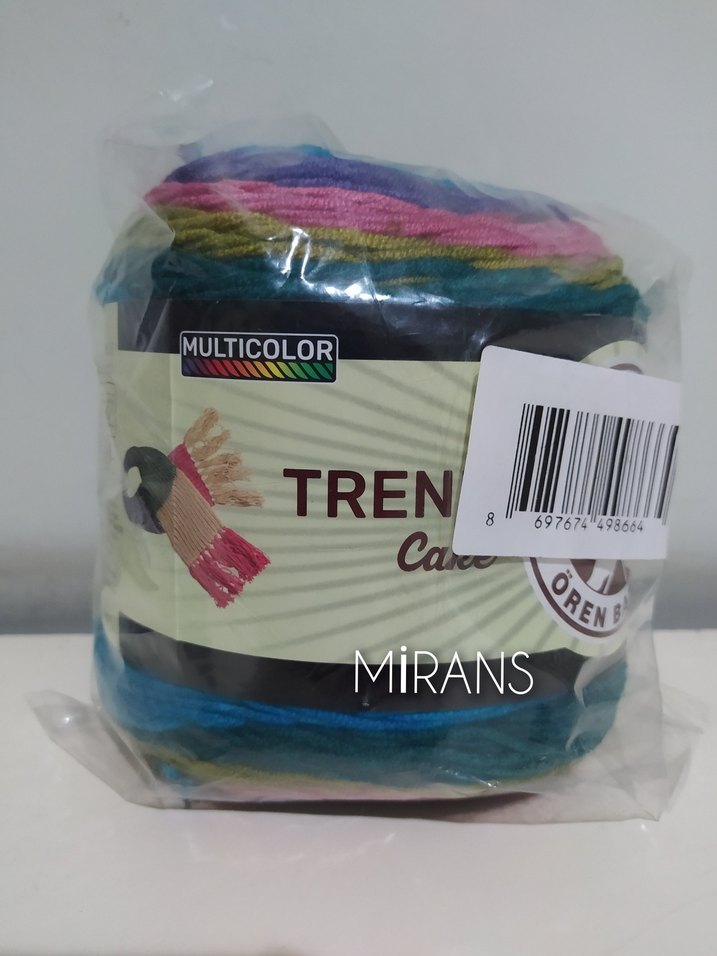 MULTICOLOR
TREN
Cake
8 697674 498664
ÖREN B
MiRANS